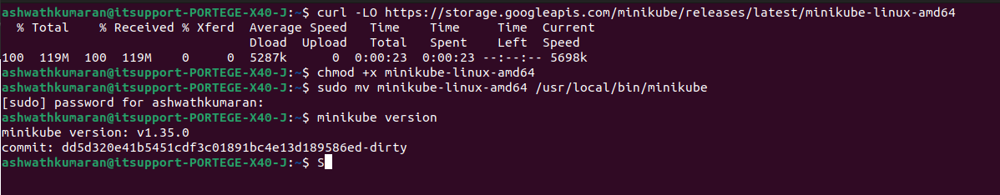 ashwathkumaran@itsupport-PORTEGE-X40-J:~$ curl -LO https://storage.googleapis.com/minikube/releases/latest/minikube-linux-amd64
  % Total    % Received % Xferd  Average Speed   Time    Time     Time  Current
                                 Dload  Upload   Total   Spent    Left  Speed
100  119M  100  119M    0     0  5287k      0  0:00:23  0:00:23 --:--:-- 5698k
ashwathkumaran@itsupport-PORTEGE-X40-J:~$ chmod +x minikube-linux-amd64
ashwathkumaran@itsupport-PORTEGE-X40-J:~$ sudo mv minikube-linux-amd64 /usr/local/bin/minikube
[sudo] password for ashwathkumaran:
ashwathkumaran@itsupport-PORTEGE-X40-J:~$ minikube version
minikube version: v1.35.0
commit: dd5d320e41b5451cdf3c01891bc4e13d189586ed-dirty
ashwathkumaran@itsupport-PORTEGE-X40-J:~$ S